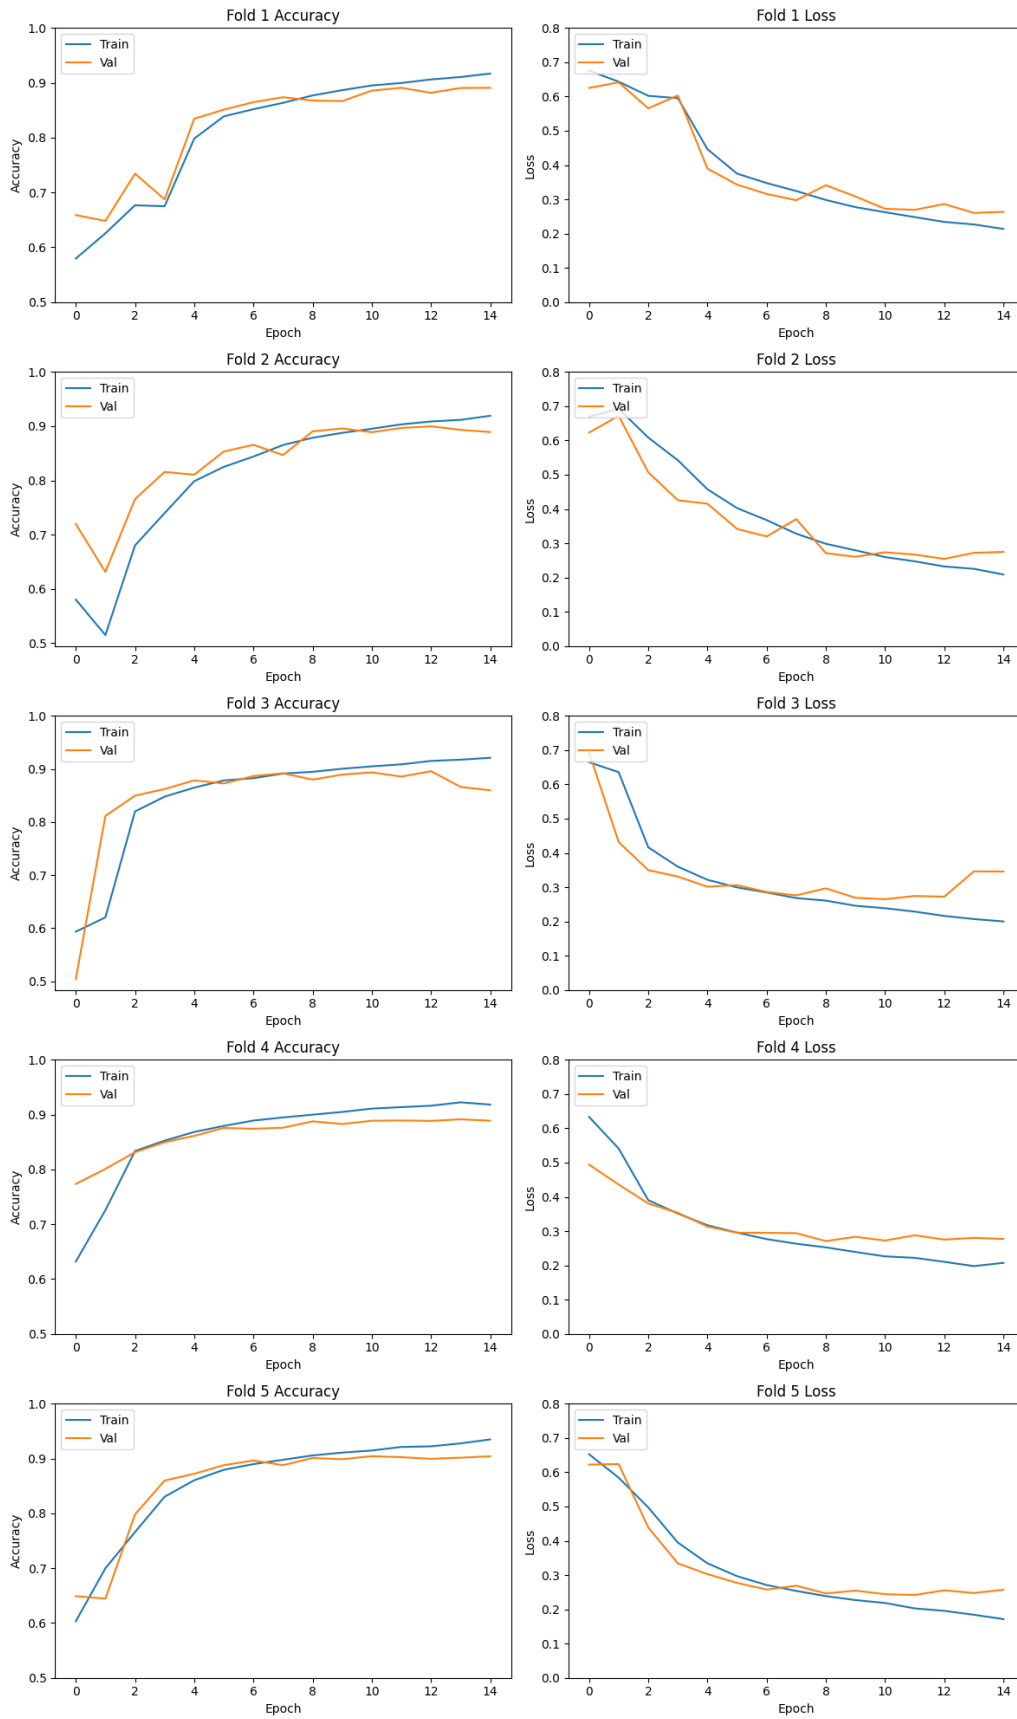 Fold 1 Accuracy
1.0
0.9
0.8
0.7
0.6
0.5
Accuracy
Train
Val
0 2 4 6 8 10 12 14
Epoch
Fold 1 Loss
0.8
0.7
0.6
0.5
0.4
0.3
0.2
0.1
0.0
Loss
Train
Val
0 2 4 6 8 10 12 14
Epoch
Fold 2 Accuracy
1.0
0.9
0.8
0.7
0.6
0.5
Accuracy
Train
Val
0 2 4 6 8 10 12 14
Epoch
Fold 2 Loss
0.8
0.7
0.6
0.5
0.4
0.3
0.2
0.1
0.0
Loss
Train
Val
0 2 4 6 8 10 12 14
Epoch
Fold 3 Accuracy
1.0
0.9
0.8
0.7
0.6
0.5
Accuracy
Train
Val
0 2 4 6 8 10 12 14
Epoch
Fold 3 Loss
0.8
0.7
0.6
0.5
0.4
0.3
0.2
0.1
0.0
Loss
Train
Val
0 2 4 6 8 10 12 14
Epoch
Fold 4 Accuracy
1.0
0.9
0.8
0.7
0.6
0.5
Accuracy
Train
Val
0 2 4 6 8 10 12 14
Epoch
Fold 4 Loss
0.8
0.7
0.6
0.5
0.4
0.3
0.2
0.1
0.0
Loss
Train
Val
0 2 4 6 8 10 12 14
Epoch
Fold 5 Accuracy
1.0
0.9
0.8
0.7
0.6
0.5
Accuracy
Train
Val
0 2 4 6 8 10 12 14
Epoch
Fold 5 Loss
0.8
0.7
0.6
0.5
0.4
0.3
0.2
0.1
0.0
Loss
Train
Val
0 2 4 6 8 10 12 14
Epoch